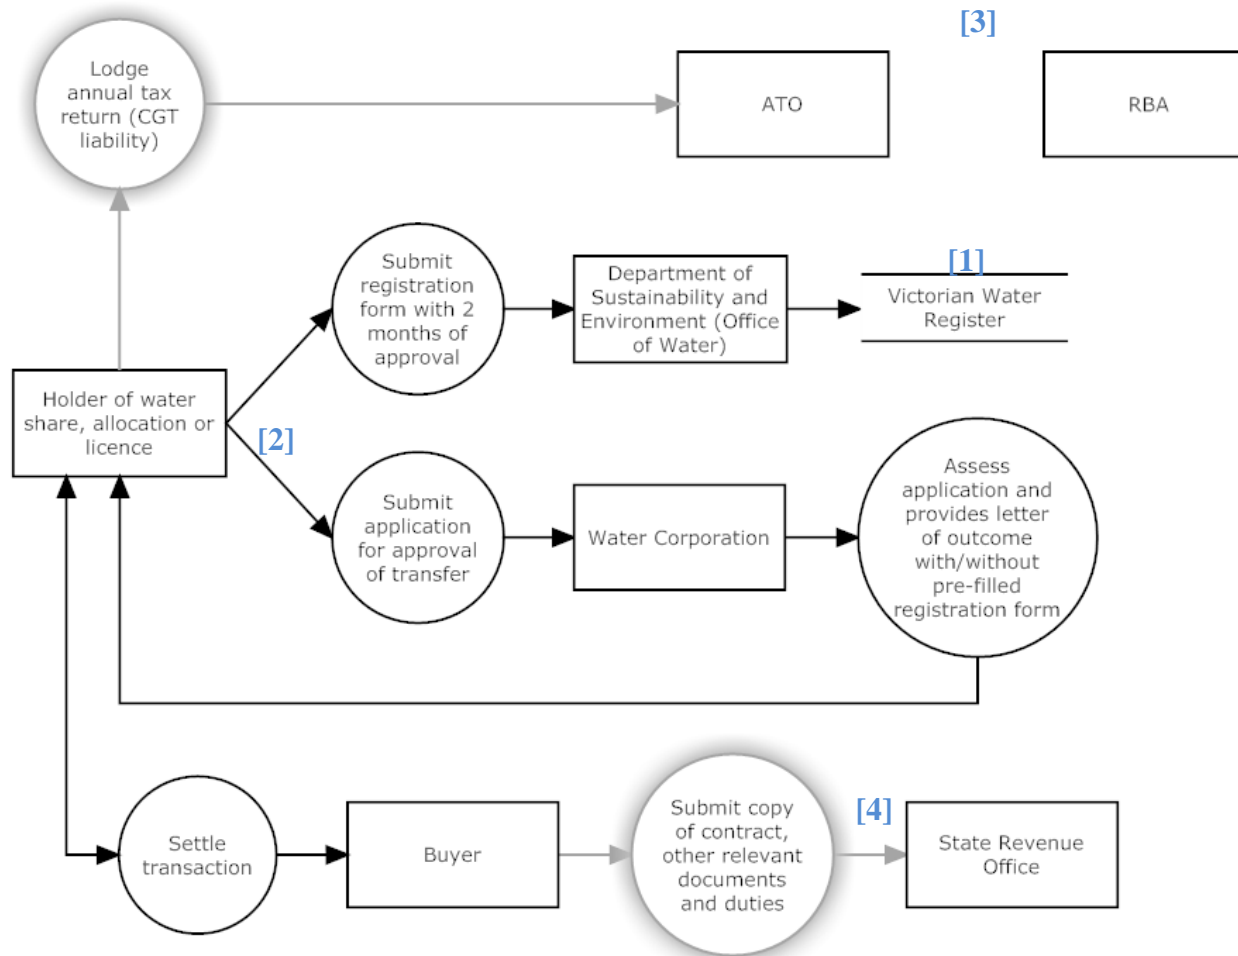 [3]
Lodge
annual tax
return (CGT
liability)
ATO
RBA
Submit
registration
form with 2
months of
approval
Department of
Sustainability and
Environment (Office
of Water)
[1]
Victorian Water
Register
Holder of water
share, allocation or
licence
[2]
Submit
application
for approval
of transfer
Water Corporation
Assess
application and
provides letter
of outcome
with/without
pre-filled
registration form
Settle
transaction
Buyer
Submit copy
of contract,
other relevant
documents
and duties
[4]
State Revenue
Office